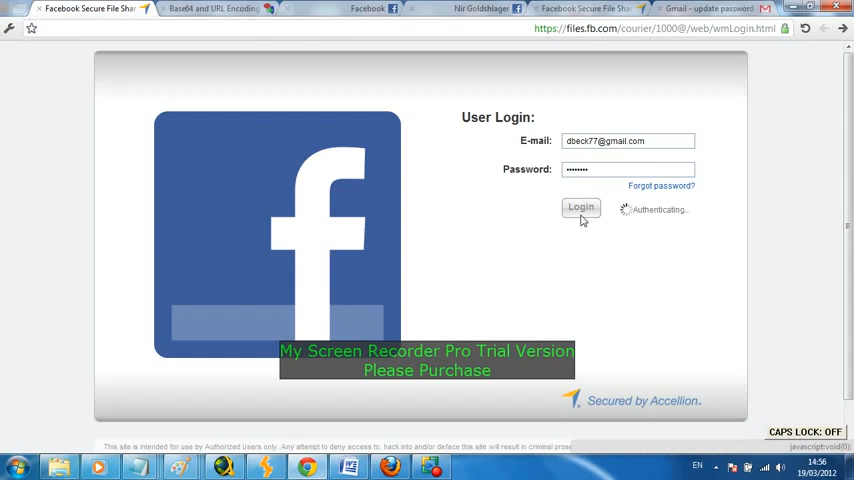 Facebook Secure File Shar
Base64 and URL Encoding
Facebook
Nir Goldshlager
Facebook Secure File Shar
Gmail - update password
https://files.fb.com/courier/1000@/web/wmLogin.html
User Login:
E-mail:
dbeck77@gmail.com
Password:
Forgot password?
Login
Authenticating...
My Screen Recorder Pro Trial Version
Please Purchase
Secured by Accellion.
CAPS LOCK: OFF
This site is intended for use by Authorized Users only. Any attempt to deny access to, hack into and/or deface this site will result in criminal prose
javascript:void(0);
EN
14:56
19/03/2012